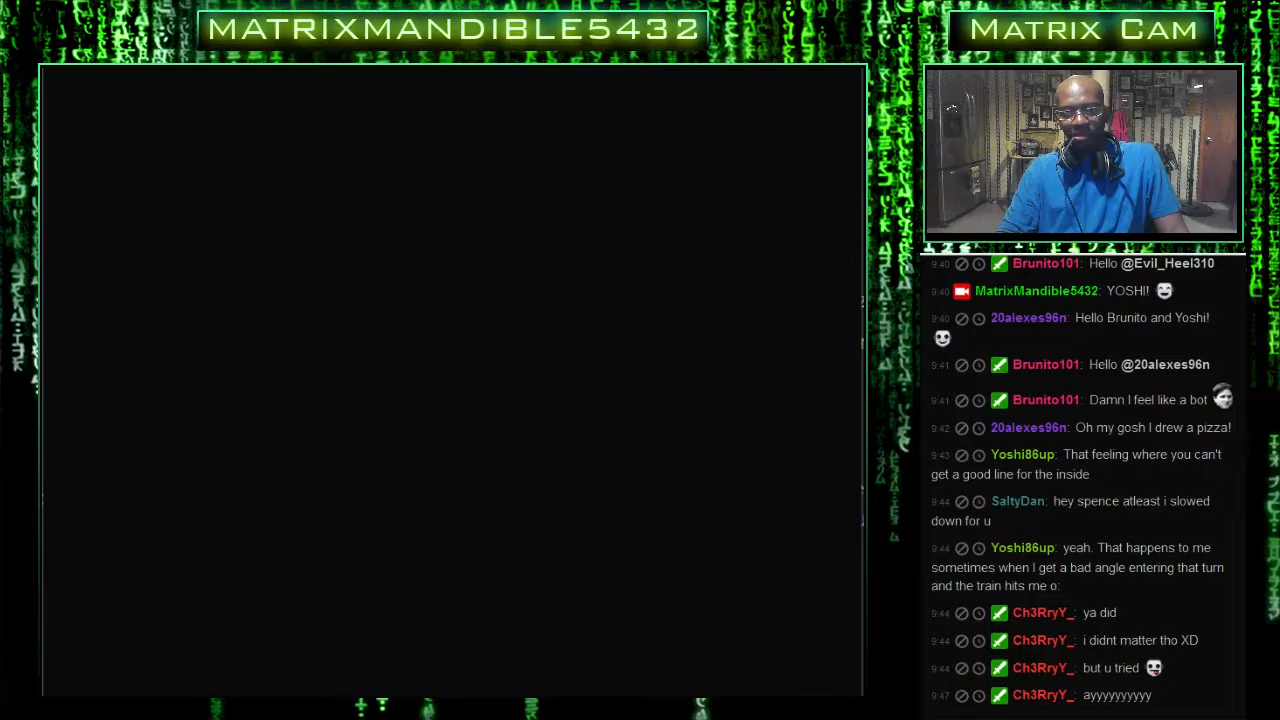 MATRIXMANDIBLE5432
Matrix Cam
9:40 Brunito101: Hello @Evil_Heel310
9:40 MatrixMandible5432: YOSHI!
9:40 20alexes96n: Hello Brunito and Yoshi!
9:41 Brunito101: Hello @20alexes96n
9:41 Brunito101: Damn I feel like a bot
9:42 20alexes96n: Oh my gosh I drew a pizza!
9:43 Yoshi86up: That feeling where you can't
get a good line for the inside
9:44 SaltyDan: hey spence atleast i slowed
down for u
9:44 Yoshi86up: yeah. That happens to me
sometimes when I get a bad angle entering that turn
and the train hits me o:
9:44 Ch3RryY_: ya did
9:44 Ch3RryY_: i didnt matter tho XD
9:44 Ch3RryY_: but u tried
9:47 Ch3RryY_: ayyyyyyyyyy